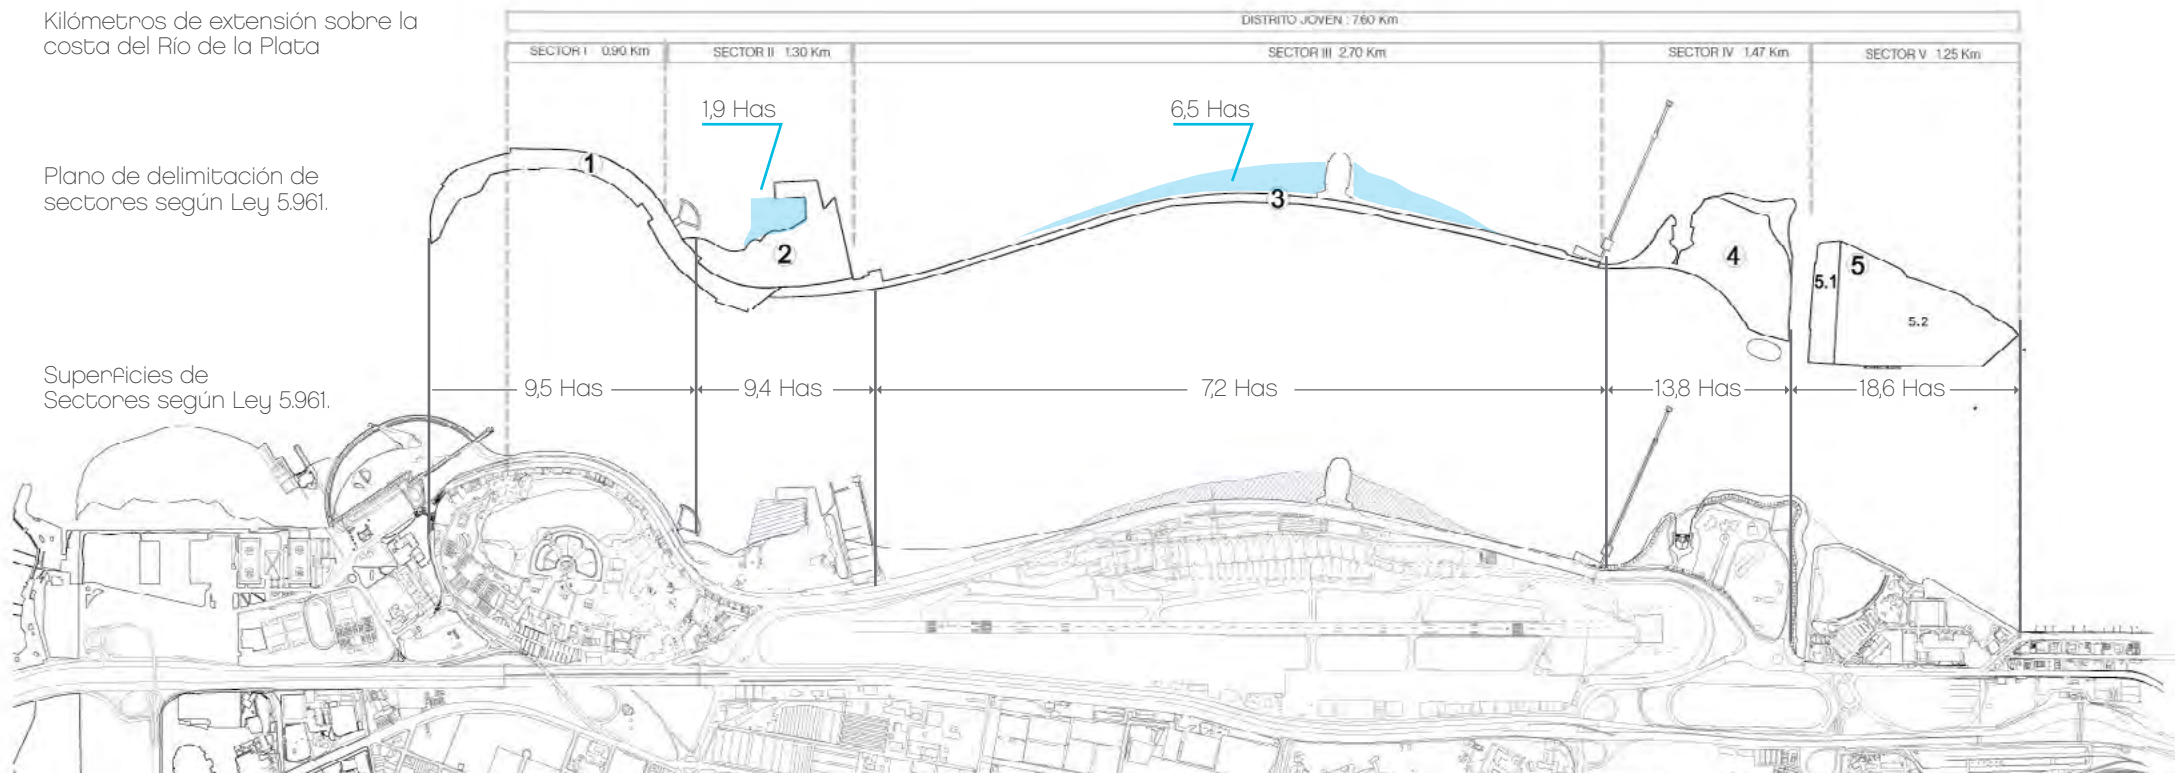 Kilómetros de extensión sobre la
costa del Río de la Plata
DISTRITO JOVEN : 7.60 Km
SECTOR I 0.90 Km
SECTOR II 1.30 Km
SECTOR III 2.70 Km
SECTOR IV 1.47 Km
SECTOR V 1.25 Km
Plano de delimitación de
sectores según Ley 5.961.
1,9 Has
6,5 Has
1
2
3
4
5
5.1
5.2
Superficies de
Sectores según Ley 5.961.
9,5 Has
9,4 Has
7,2 Has
13,8 Has
18,6 Has